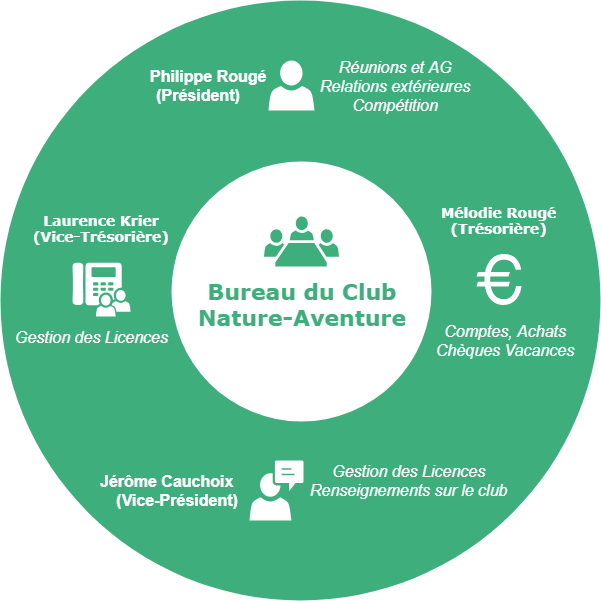 Philippe Rougé
(Président)
Réunions et AG
Relations extérieures
Compétition
Laurence Krier
(Vice-Trésorière)
Gestion des Licences
Bureau du Club
Nature-Aventure
Mélodie Rougé
(Trésorière)
€
Comptes, Achats
Chèques Vacances
Jérôme Cauchoix
(Vice-Président)
Gestion des Licences
Renseignements sur le club